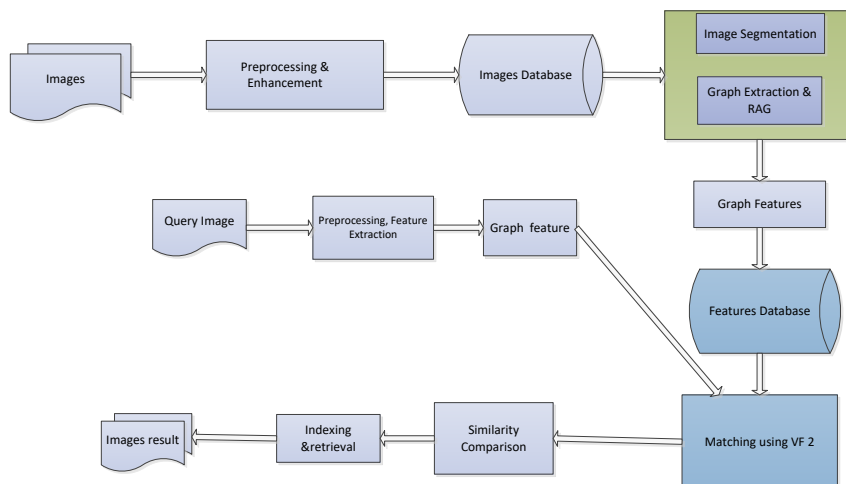 Images
Preprocessing &
Enhancement
Images Database
Image Segmentation
Graph Extraction &
RAG
Query Image
Preprocessing, Feature
Extraction
Graph feature
Graph Features
Features Database
Images result
Indexing
&retrieval
Similarity
Comparison
Matching using VF 2